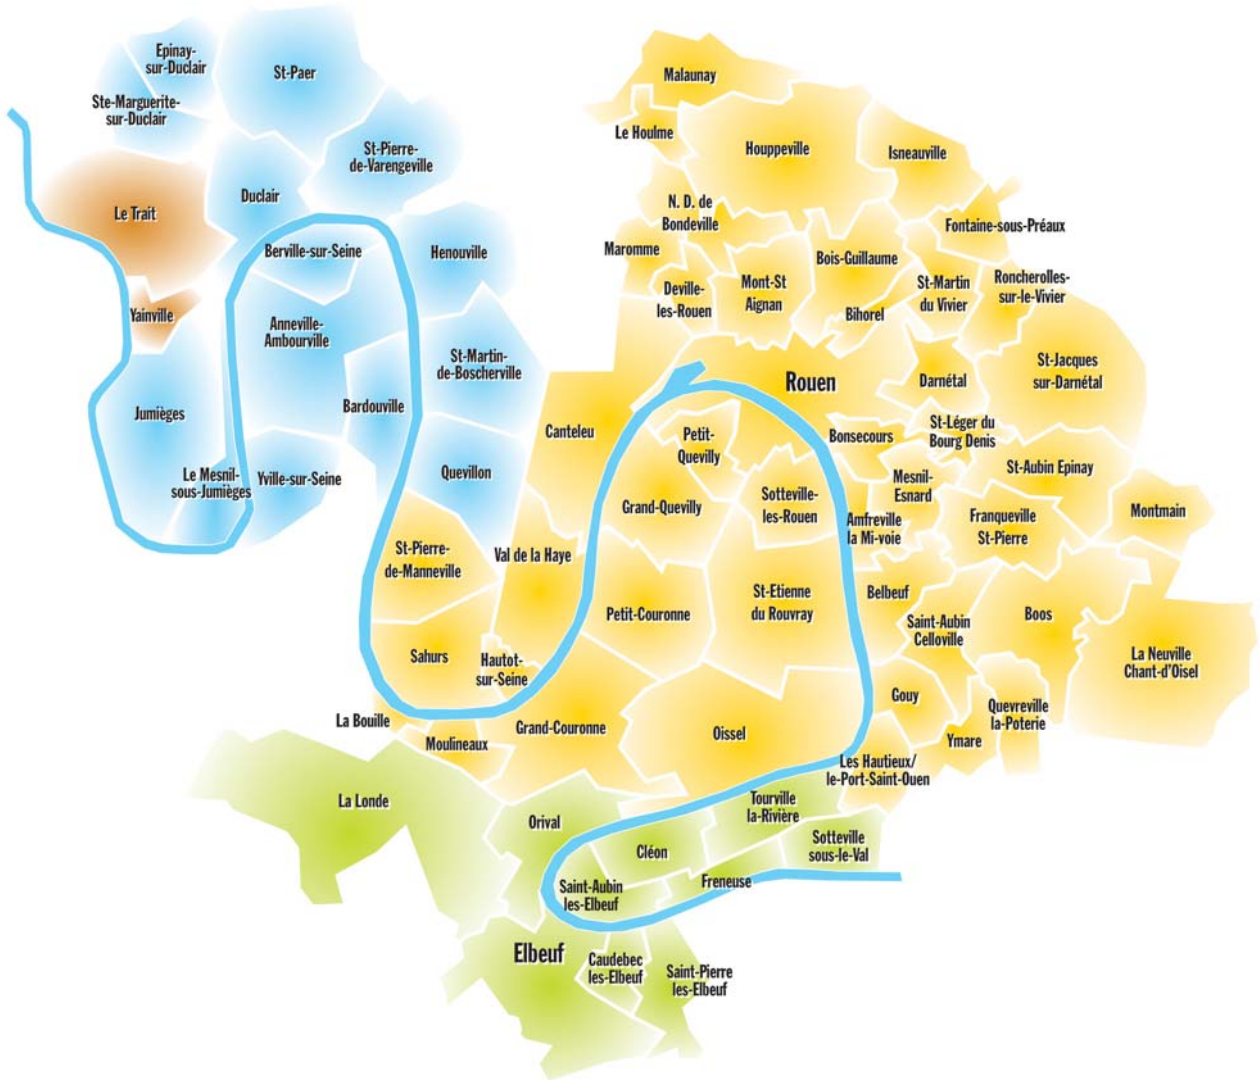 Epinay-
sur-Duclair
St-Paer
Ste-Marguerite-
sur-Duclair
St-Pierre-
de-Varengeville
Duclair
Le Trait
Berville-sur-Seine
Henouville
Yainville
Anneville-
Ambourville
St-Martin-
de-Boscherville
Jumièges
Bardouville
Le Mesnil-
sous-Jumièges
Yville-sur-Seine
Quevillon
Malaunay
Le Houlme
Houppeville
Isneauville
N. D. de
Bondeville
Fontaine-sous-Préaux
Maromme
Bois-Guillaume
Deville-
les-Rouen
Mont-St
Aignan
St-Martin
du Vivier
Roncherolles-
sur-le-Vivier
Bihorel
Rouen
Darnétal
St-Jacques
sur-Darnétal
Canteleu
Petit-
Quevilly
Bonsecours
St-Léger du
Bourg Denis
St-Aubin Epinay
Mesnil-
Esnard
Grand-Quevilly
Sotteville-
les-Rouen
Amfreville
la Mi-voie
Franqueville
St-Pierre
Montmain
St-Pierre-
de-Manneville
Val de la Haye
Petit-Couronne
St-Etienne
du Rouvray
Belbeuf
Saint-Aubin
Celloville
Boos
La Neuville
Chant-d'Oisel
Sahurs
Hautot-
sur-Seine
Gouy
Quevreville
la-Poterie
La Bouille
Moulineaux
Grand-Couronne
Oissel
Ymare
Les Hautieux/
le-Port-Saint-Ouen
La Londe
Orival
Tourville
la-Rivière
Cléon
Sotteville
sous-le-Val
Saint-Aubin
les-Elbeuf
Freneuse
Elbeuf
Caudebec
les-Elbeuf
Saint-Pierre
les-Elbeuf